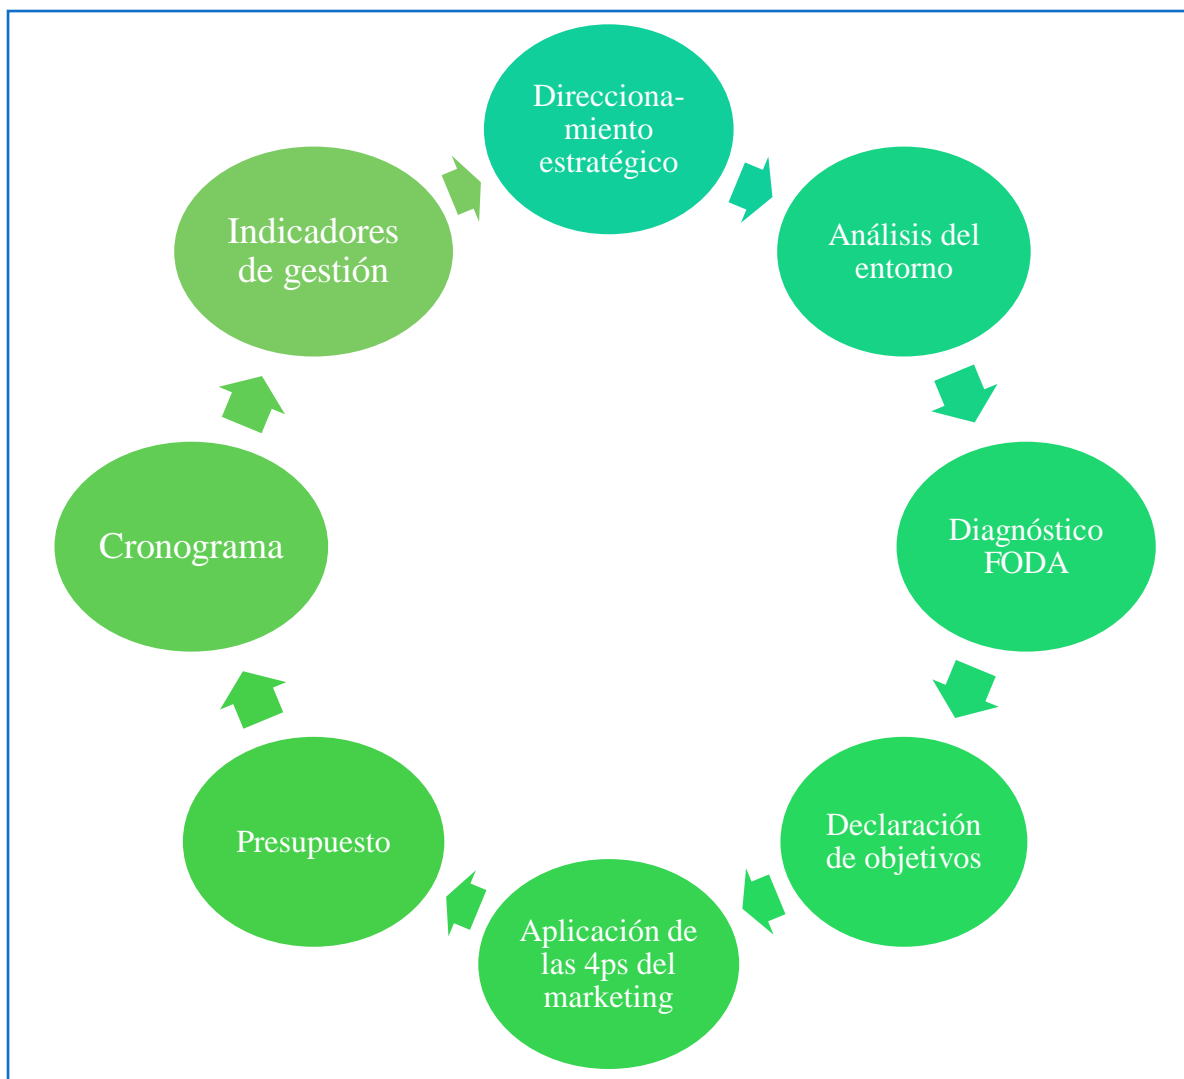 Direcciona-
miento
estratégico
Análisis del
entorno
Diagnóstico
FODA
Declaración
de objetivos
Aplicación de
las 4ps del
marketing
Presupuesto
Cronograma
Indicadores
de gestión